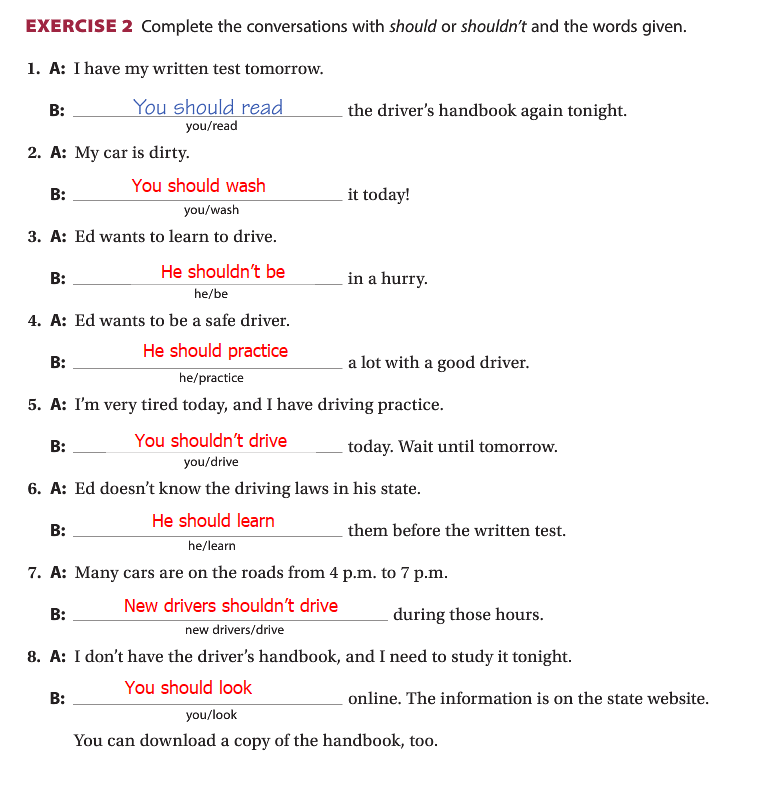 EXERCISE 2 Complete the conversations with should or shouldn't and the words given.
1. A: I have my written test tomorrow.
B: You should read the driver's handbook again tonight.
you/read
2. A: My car is dirty.
B: You should wash it today!
you/wash
3. A: Ed wants to learn to drive.
B: He shouldn't be in a hurry.
he/be
4. A: Ed wants to be a safe driver.
B: He should practice a lot with a good driver.
he/practice
5. A: I'm very tired today, and I have driving practice.
B: You shouldn't drive today. Wait until tomorrow.
you/drive
6. A: Ed doesn't know the driving laws in his state.
B: He should learn them before the written test.
he/learn
7. A: Many cars are on the roads from 4 p.m. to 7 p.m.
B: New drivers shouldn't drive during those hours.
new drivers/drive
8. A: I don't have the driver's handbook, and I need to study it tonight.
B: You should look online. The information is on the state website.
you/look
You can download a copy of the handbook, too.